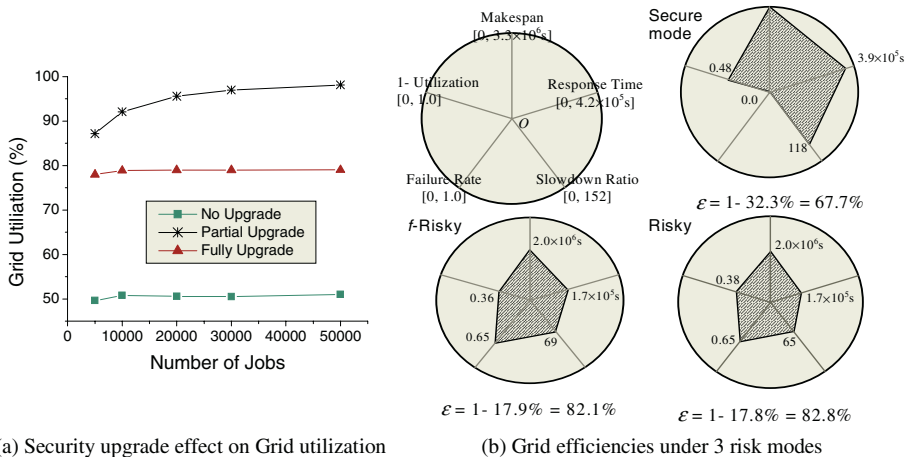 100
90
80
70
60
50
Grid Utiliation (%)
No Upgrade
Partial Upgrade
Fully Upgrade
0 10000 20000 30000 40000 50000
Number of Jobs
(a) Security upgrade effect on Grid utilization
Makespan
[0, 3.3×10⁶s]
1- Utilization
[0, 1.0]
Response Time
[0, 4.2×10⁵s]
O
Failure Rate
[0, 1.0]
Slowdown Ratio
[0, 152]
Secure
mode
3.9×10⁵s
0.48
0.0
118
ε = 1- 32.3% = 67.7%
f-Risky
2.0×10⁶s
0.36
1.7×10⁵s
0.65
69
ε = 1- 17.9% = 82.1%
Risky
2.0×10⁶s
0.38
1.7×10⁵s
0.65
65
ε = 1- 17.8% = 82.8%
(b) Grid efficiencies under 3 risk modes